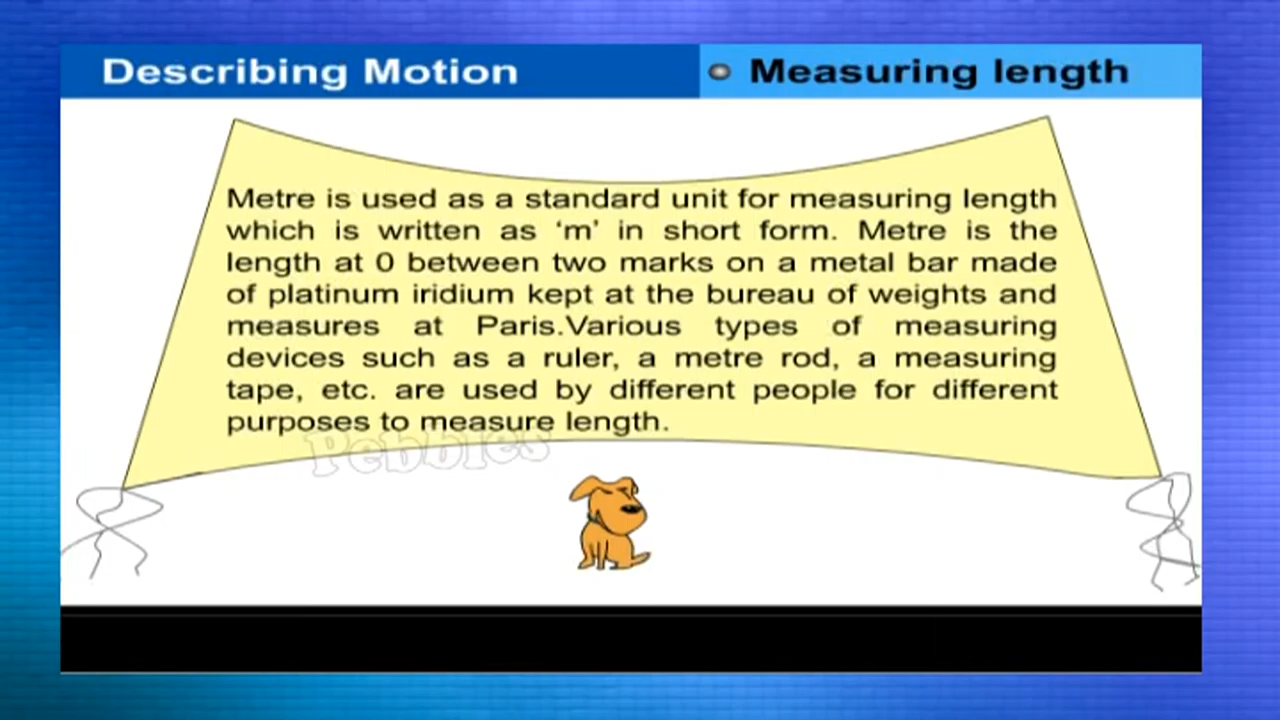 Describing Motion
Measuring length
Metre is used as a standard unit for measuring length
which is written as ‘m’ in short form. Metre is the
length at 0 between two marks on a metal bar made
of platinum iridium kept at the bureau of weights and
measures at Paris.Various types of measuring
devices such as a ruler, a metre rod, a measuring
tape, etc. are used by different people for different
purposes to measure length.
Pebbles